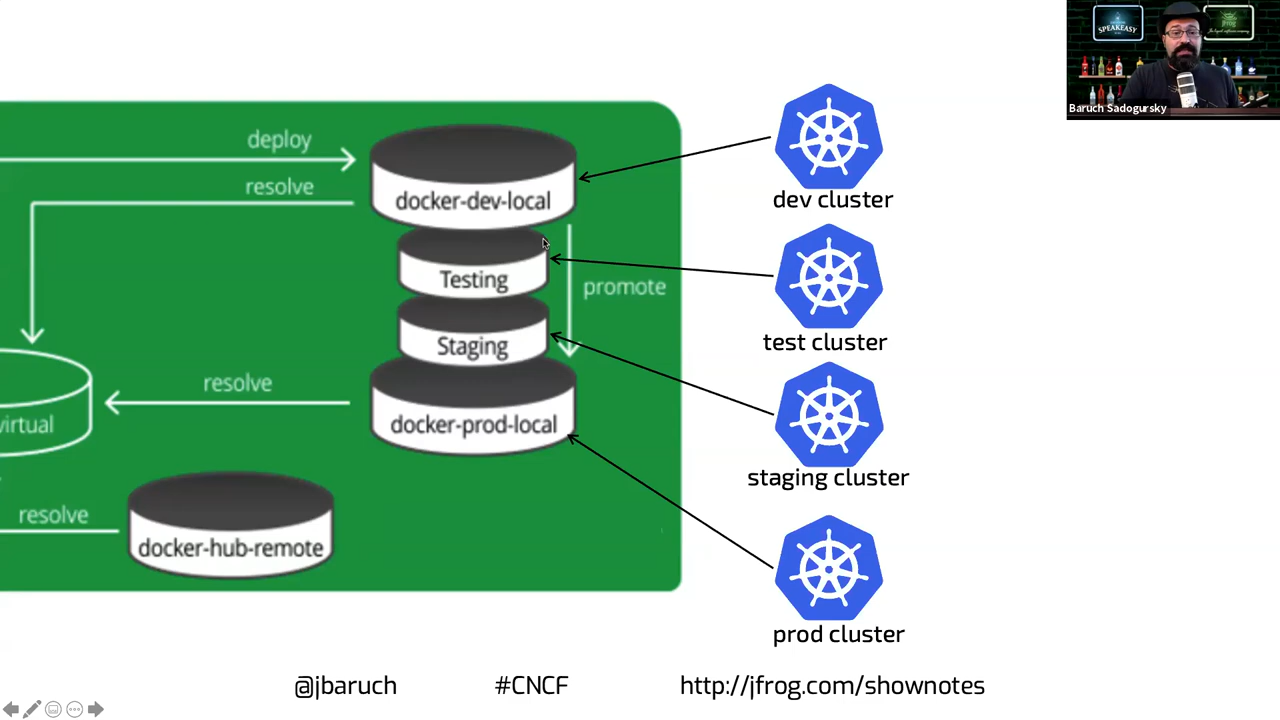 SPEAKEASY
Baruch Sadogursky
deploy
resolve
docker-dev-local
dev cluster
Testing
promote
test cluster
Staging
resolve
docker-prod-local
virtual
staging cluster
resolve
docker-hub-remote
prod cluster
@jbaruch
#CNCF
http://jfrog.com/shownotes